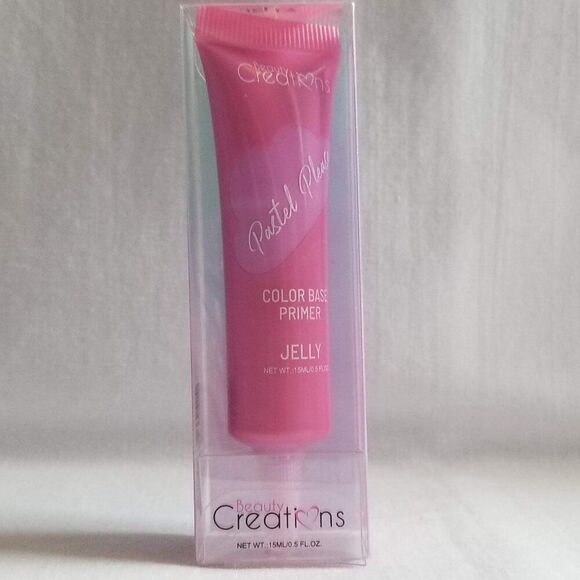 Beauty
Creations
Pastel Please
COLOR BASE
PRIMER
JELLY
NET WT. 15ML/0.5 FL.OZ
Beauty
Creations
NET WT. 15ML/0.5 FL.OZ.